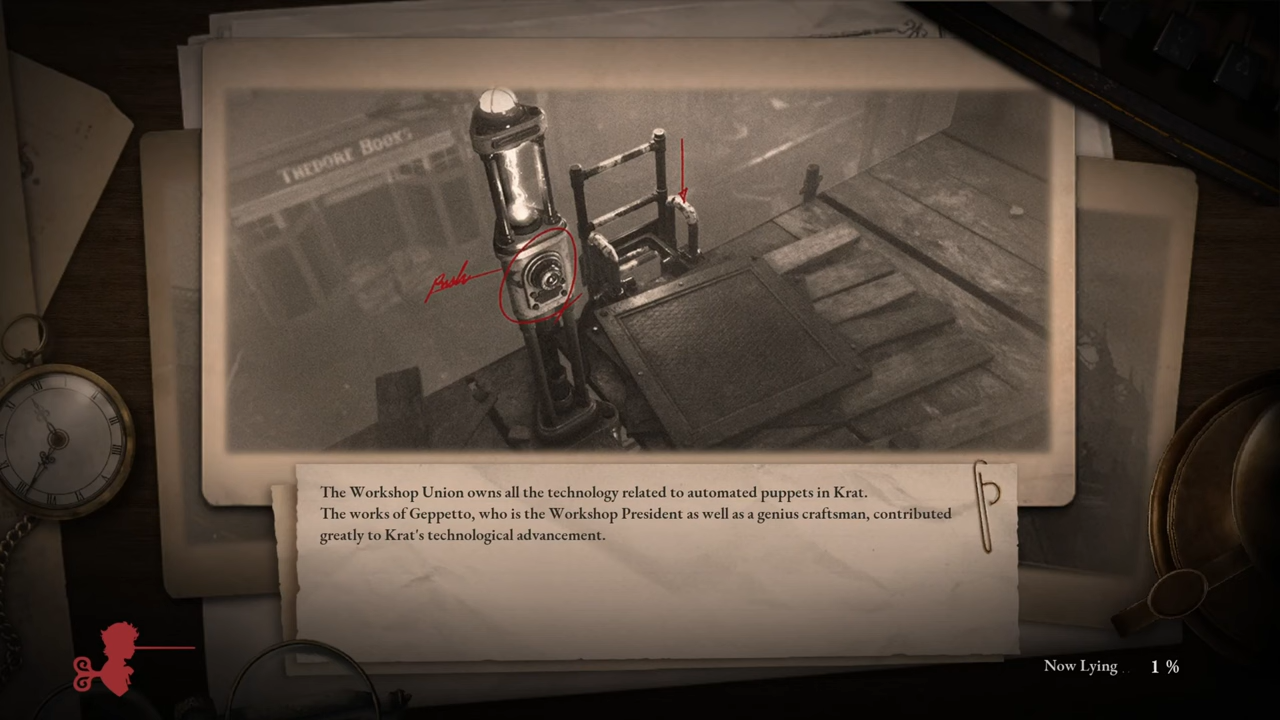 THEDORE BOOKS
Push
The Workshop Union owns all the technology related to automated puppets in Krat.
The works of Geppetto, who is the Workshop President as well as a genius craftsman, contributed
greatly to Krat's technological advancement.
Now Lying .. 1 %